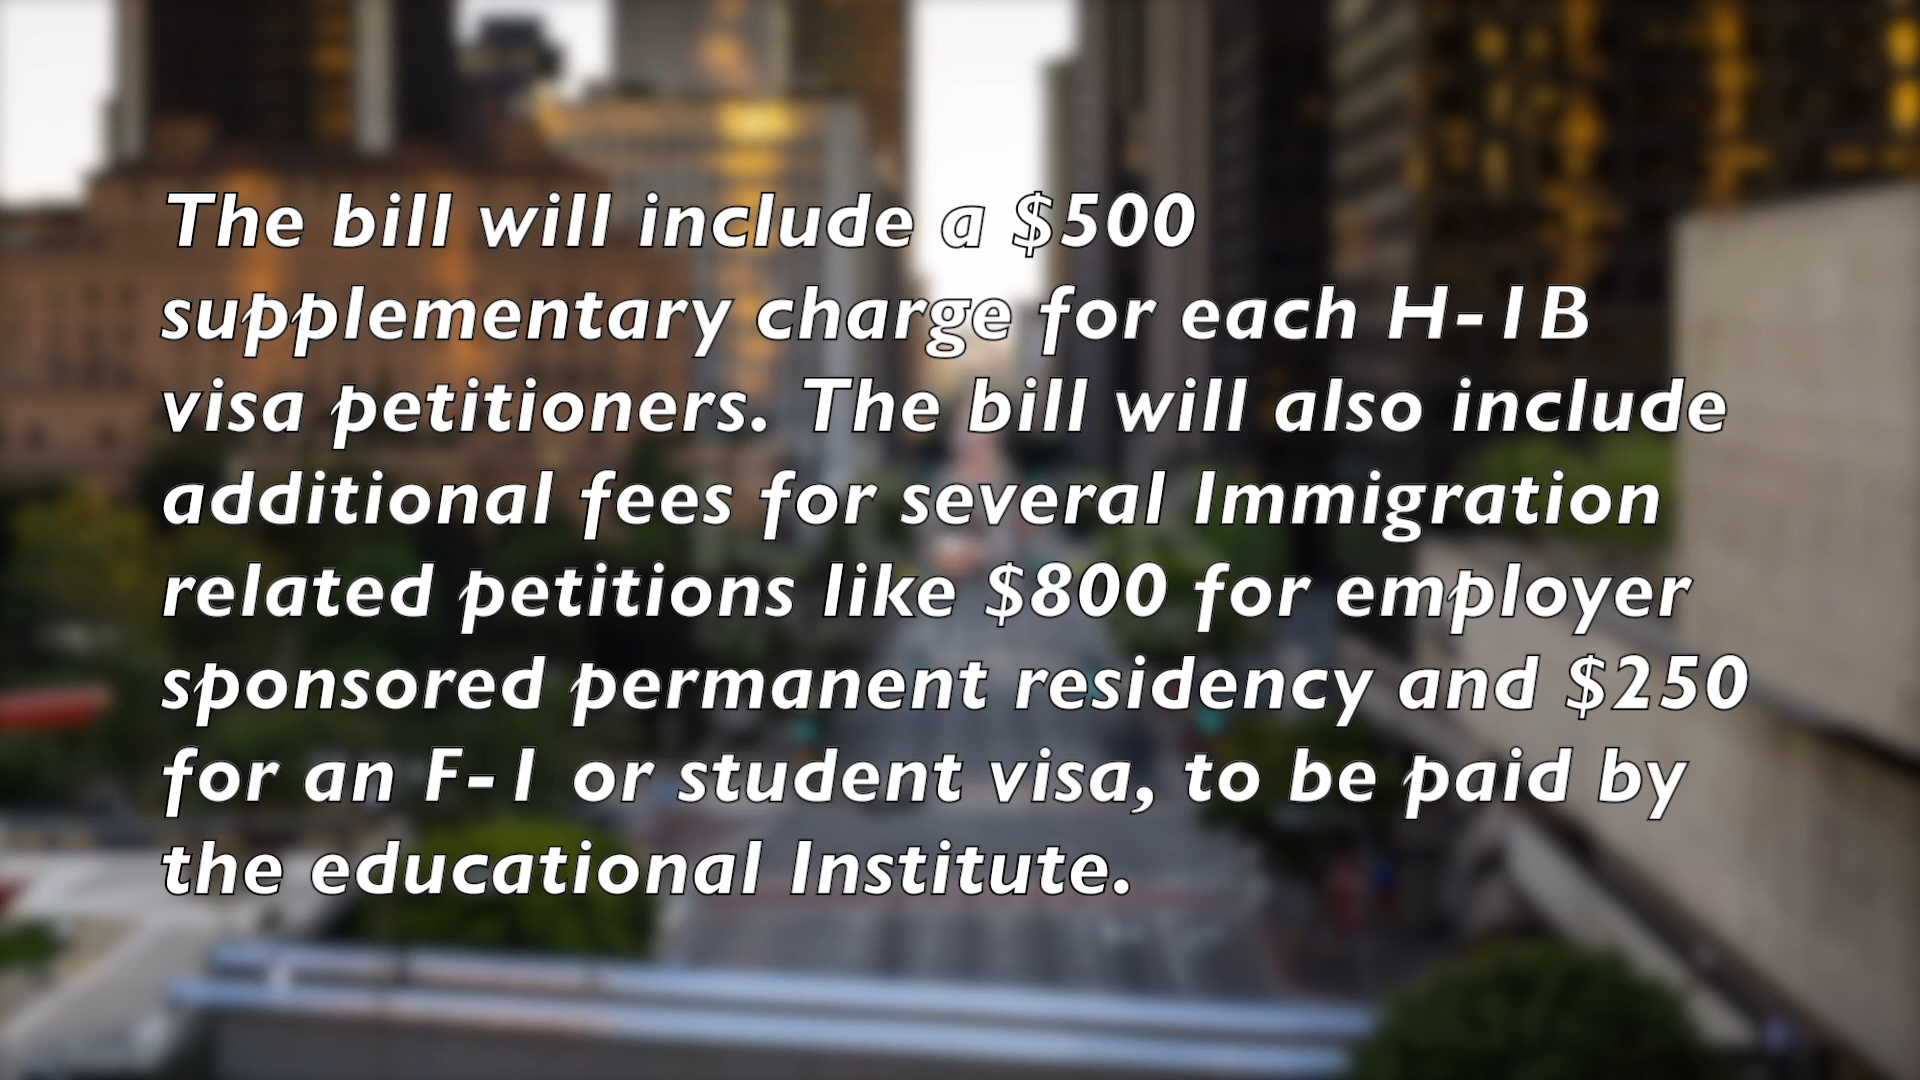 The bill will include a $500
supplementary charge for each H-1B
visa petitioners. The bill will also include
additional fees for several Immigration
related petitions like $800 for employer
sponsored permanent residency and $250
for an F-1 or student visa, to be paid by
the educational Institute.